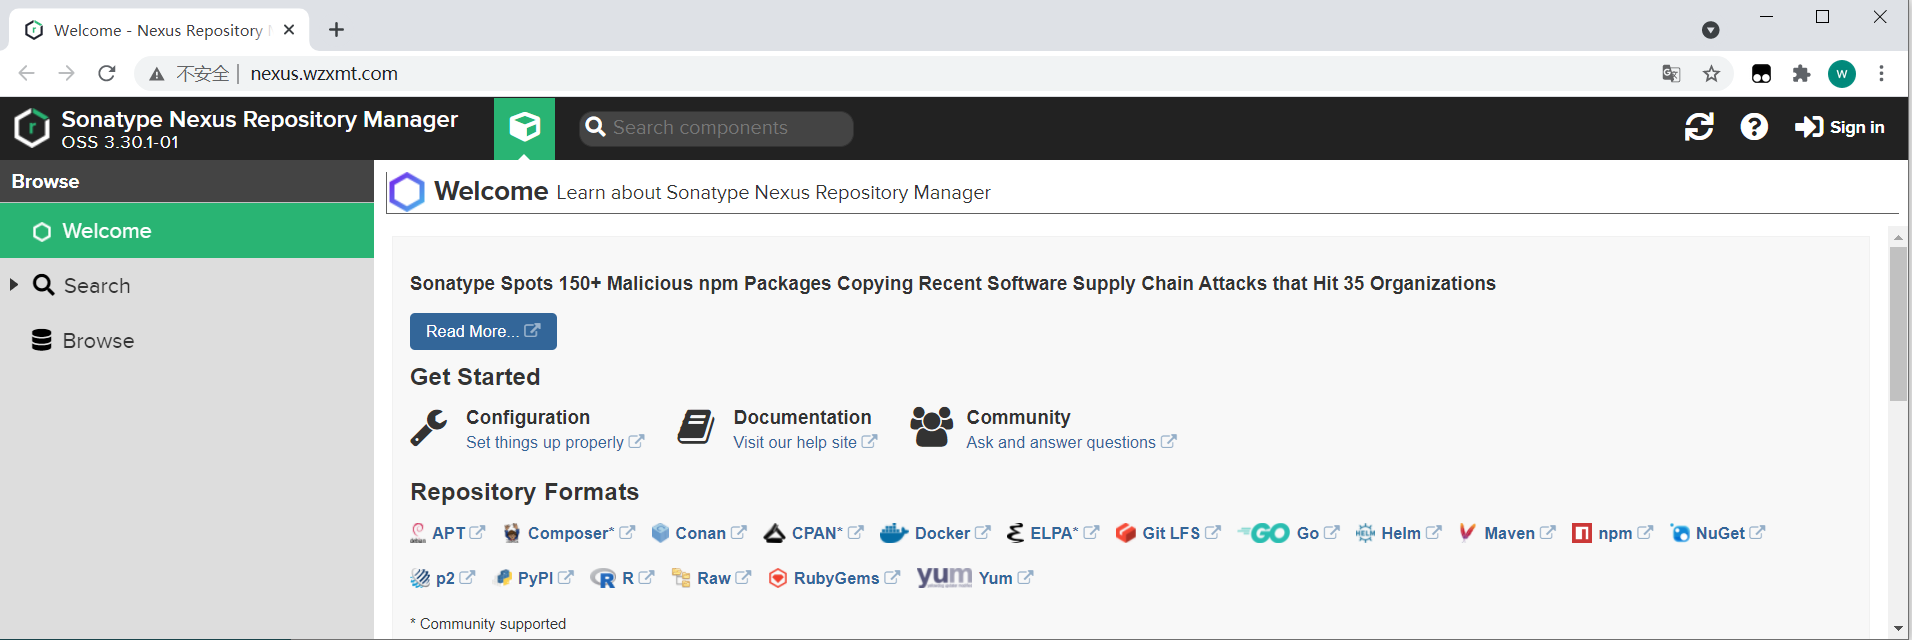 Welcome - Nexus Repository
不安全 | nexus.wzxmt.com
W
Sonatype Nexus Repository Manager
OSS 3.30.1-01
Search components
Sign in
Browse
Welcome
Search
Browse
Welcome Learn about Sonatype Nexus Repository Manager
Sonatype Spots 150+ Malicious npm Packages Copying Recent Software Supply Chain Attacks that Hit 35 Organizations
Read More...
Get Started
Configuration
Set things up properly
Documentation
Visit our help site
Community
Ask and answer questions
Repository Formats
APT Composer* Conan CPAN* Docker ELPA* Git LFS GO Go HELM Helm Maven npm NuGet
p2 PyPI R R Raw RubyGems yum Yum
* Community supported